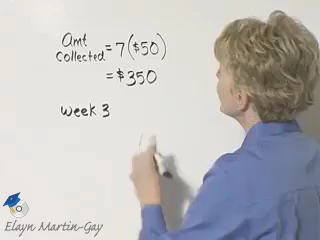 Amt
Collected = 7($50)
= $350
Week 3
Elayn Martin-Gay